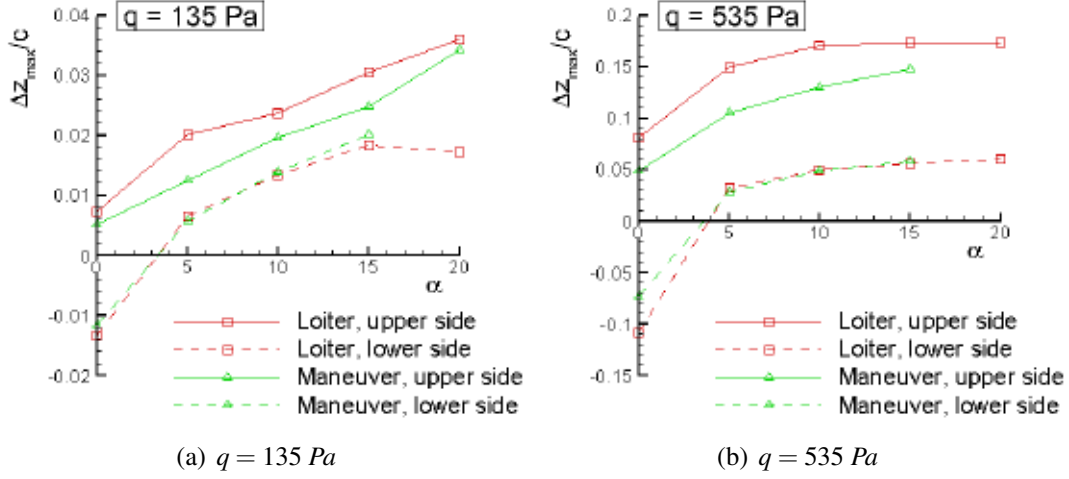 q = 135 Pa
Δz_max/c
0.04
0.03
0.02
0.01
0
-0.01
-0.02
0 5 10 15 20
α
Loiter, upper side
Loiter, lower side
Maneuver, upper side
Maneuver, lower side
(a) q = 135 Pa
q = 535 Pa
Δz_max/c
0.2
0.15
0.1
0.05
0
-0.05
-0.1
-0.15
0 5 10 15 20
α
Loiter, upper side
Loiter, lower side
Maneuver, upper side
Maneuver, lower side
(b) q = 535 Pa